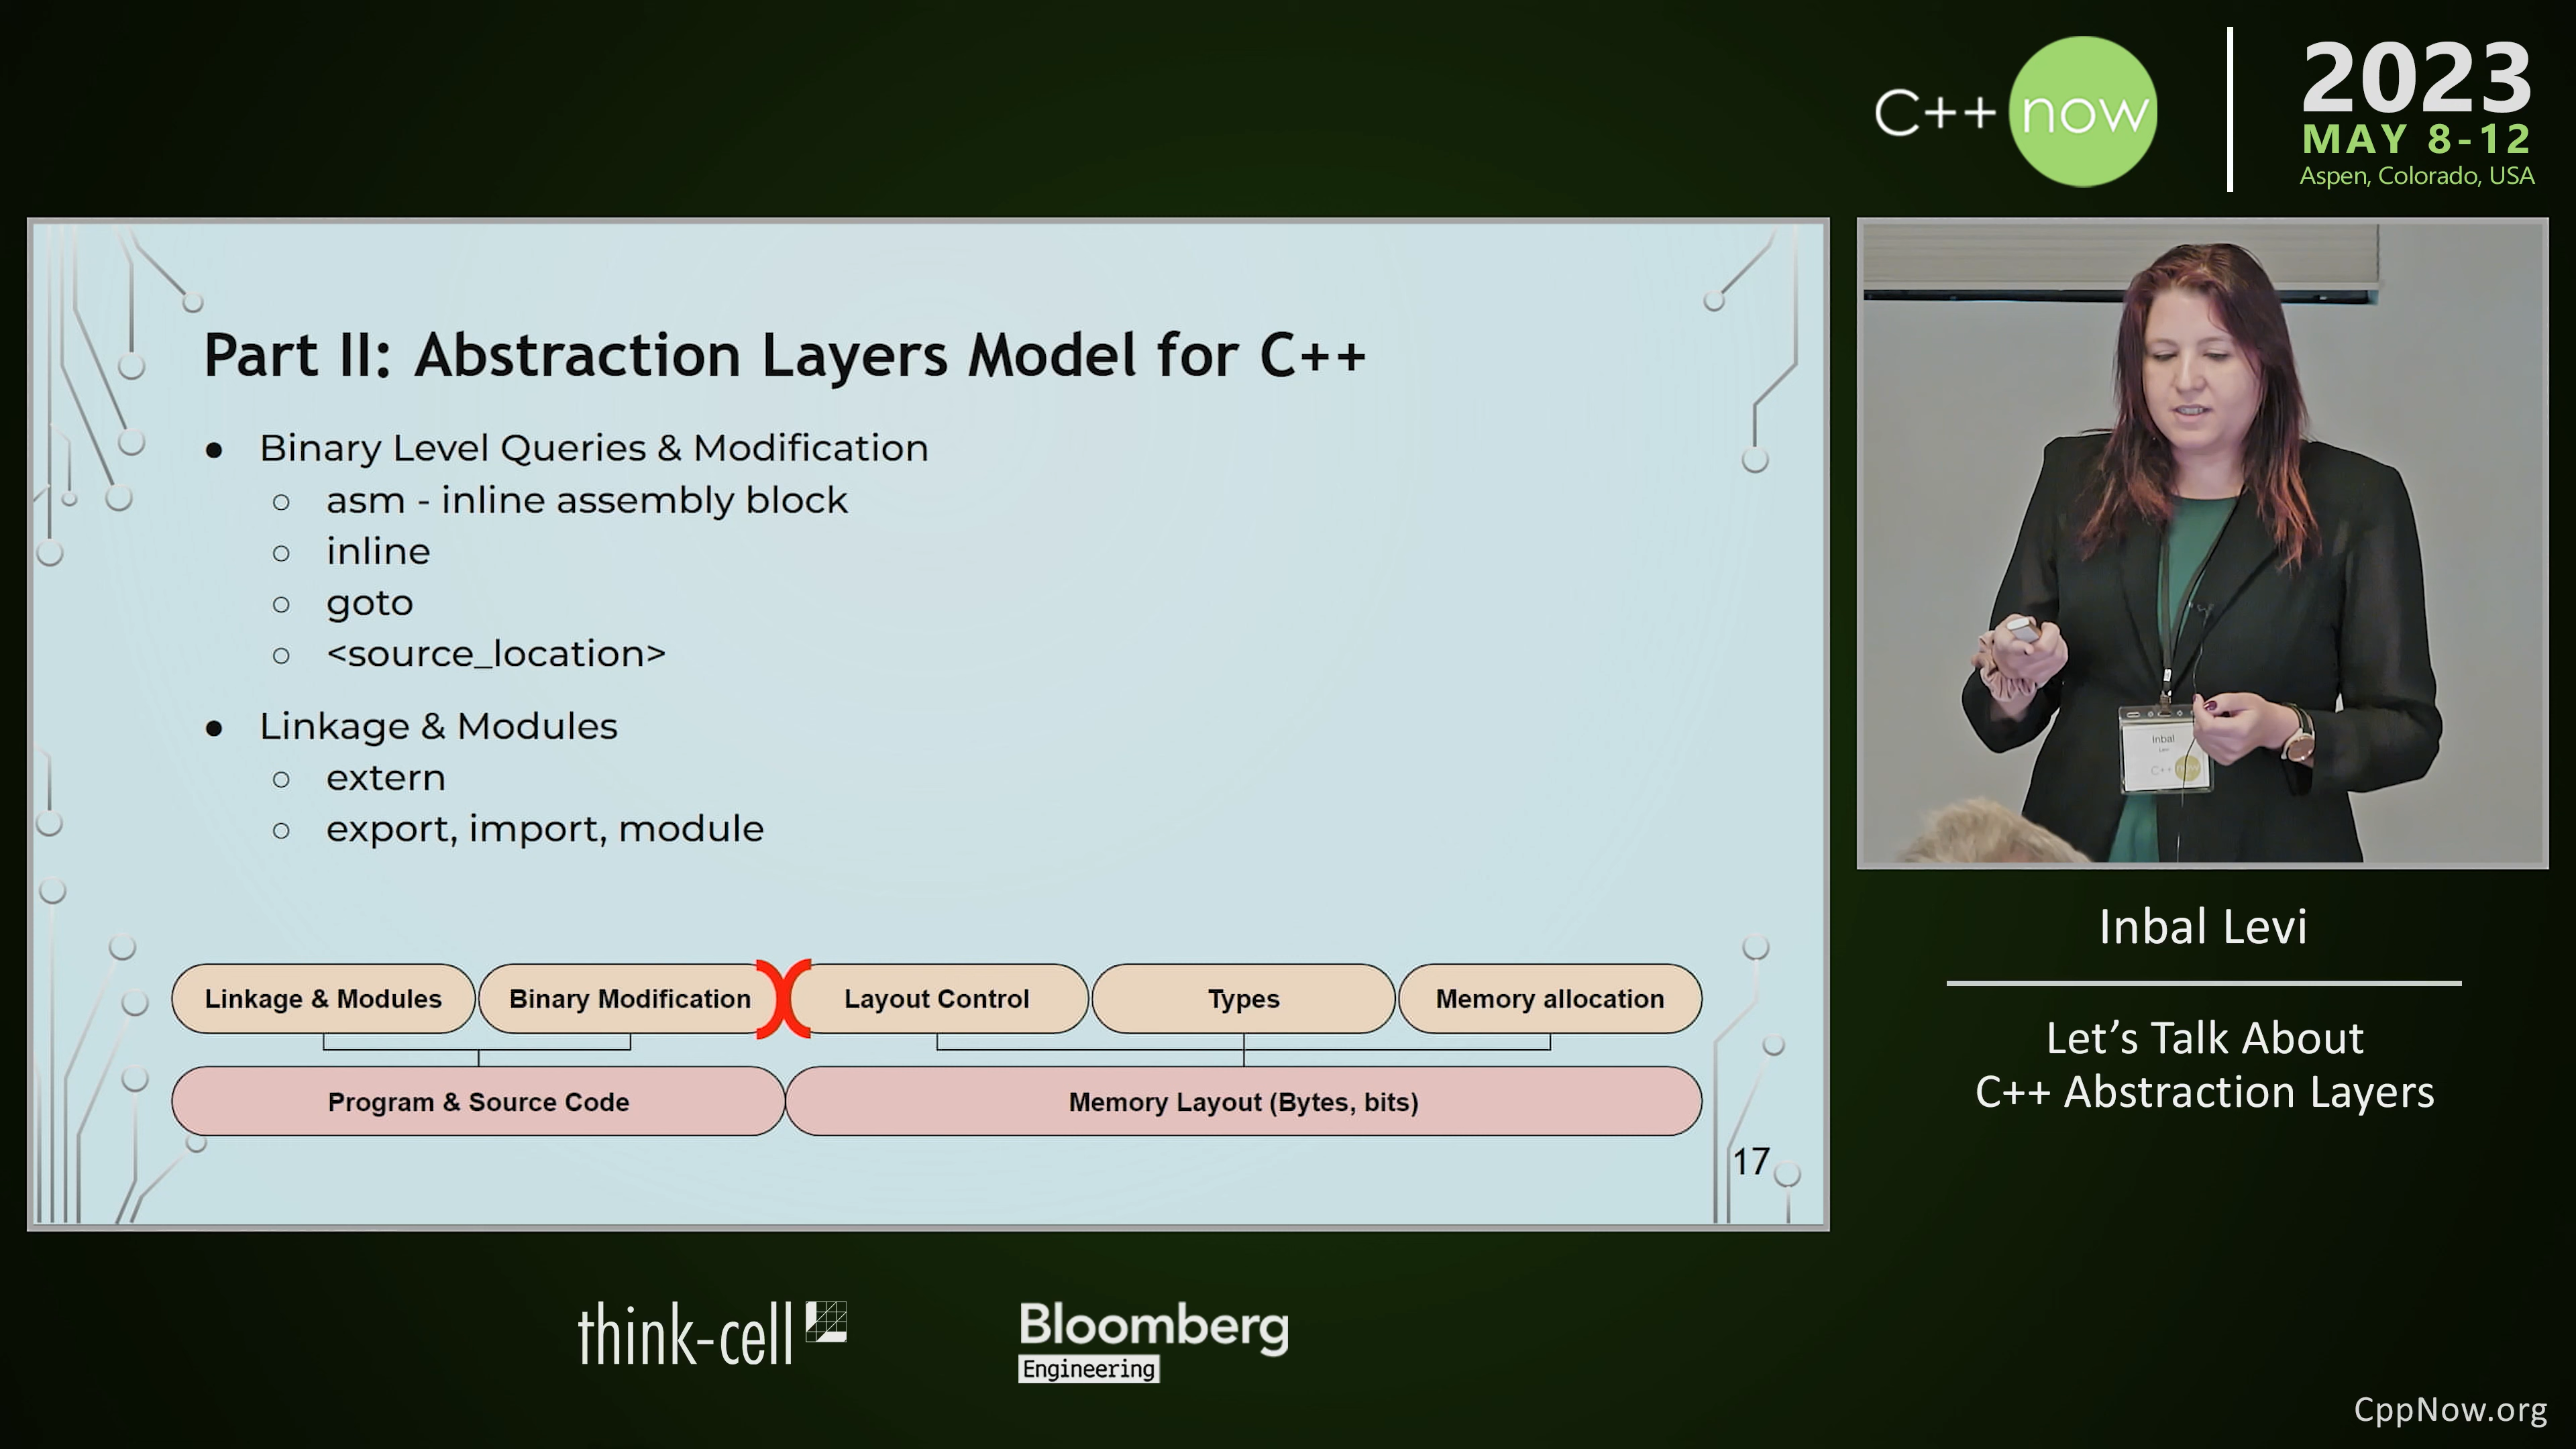 C++ now
2023
MAY 8-12
Aspen, Colorado, USA
Part II: Abstraction Layers Model for C++
● Binary Level Queries & Modification
○ asm - inline assembly block
○ inline
○ goto
○ <source_location>
● Linkage & Modules
○ extern
○ export, import, module
Linkage & Modules
Binary Modification
Layout Control
Types
Memory allocation
Program & Source Code
Memory Layout (Bytes, bits)
17
Inbal
Levi
C++ now
Inbal Levi
Let’s Talk About
C++ Abstraction Layers
think-cell
Bloomberg
Engineering
CppNow.org